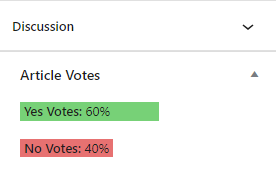 Discussion
Article Votes
Yes Votes: 60%
No Votes: 40%